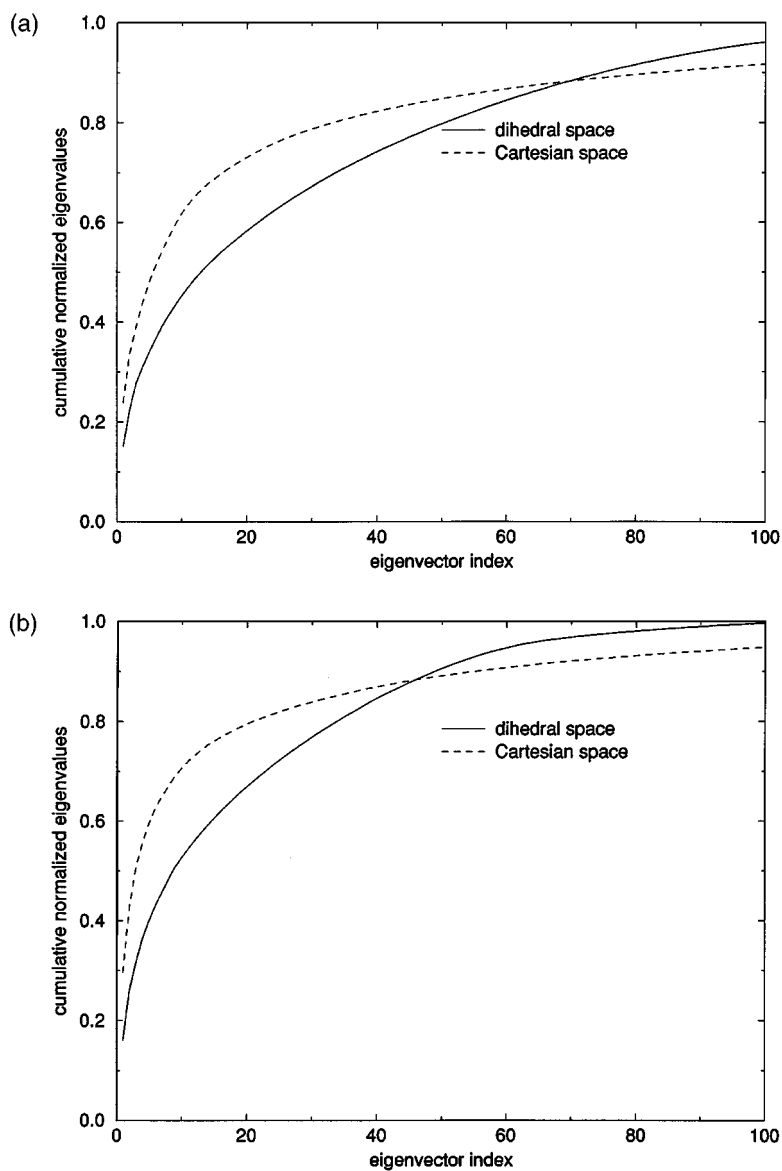 (a)
1.0
0.8
0.6
0.4
0.2
0.0
cumulative normalized eigenvalues
dihedral space
Cartesian space
0 20 40 60 80 100
eigenvector index
(b)
1.0
0.8
0.6
0.4
0.2
0.0
cumulative normalized eigenvalues
dihedral space
Cartesian space
0 20 40 60 80 100
eigenvector index